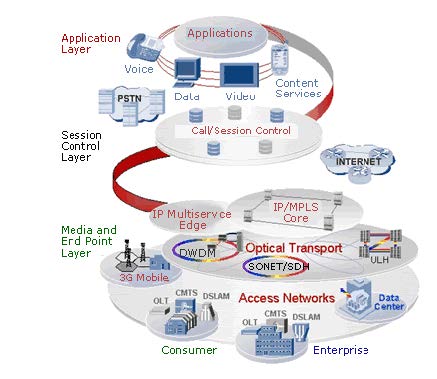 Applications
Application
Layer
Voice
Data
Video
Content
Services
PSTN
Call/Session Control
Session
Control
Layer
INTERNET
IP Multiservice
Edge
IP/MPLS
Core
Media and
End Point
Layer
DWDM
Optical Transport
SONET/SDH
ULH
3G Mobile
Access Networks
Data
Center
OLT
CMTS
DSLAM
OLT
CMTS
DSLAM
Consumer
Enterprise